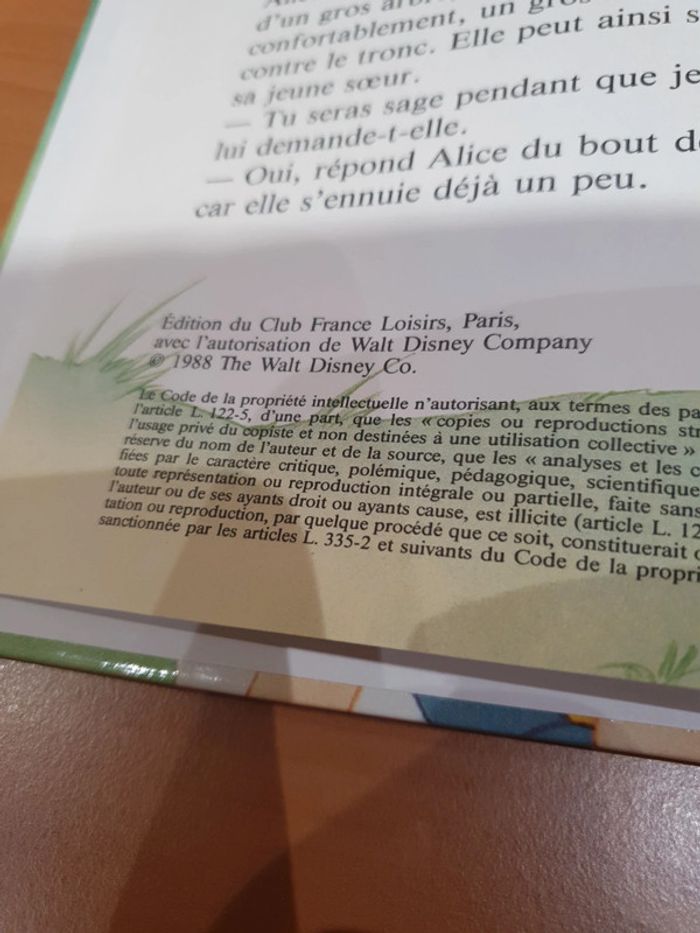 d'un gros
confortablement, un gros
contre le tronc. Elle peut ainsi s
sa jeune sœur.
— Tu seras sage pendant que je
lui demande-t-elle.
— Oui, répond Alice du bout d
car elle s'ennuie déjà un peu.
Édition du Club France Loisirs, Paris,
avec l'autorisation de Walt Disney Company
© 1988 The Walt Disney Co.
Le Code de la propriété intellectuelle n'autorisant, aux termes des pa
l'article L. 122-5, d'une part, que les « copies ou reproductions str
l'usage privé du copiste et non destinées à une utilisation collective »
réserve du nom de l'auteur et de la source, que les « analyses et les c
fiées par le caractère critique, polémique, pédagogique, scientifique
toute représentation ou reproduction intégrale ou partielle, faite sans
l'auteur ou de ses ayants droit ou ayants cause, est illicite (article L. 12
tation ou reproduction, par quelque procédé que ce soit, constituerait
sanctionnée par les articles L. 335-2 et suivants du Code de la propri